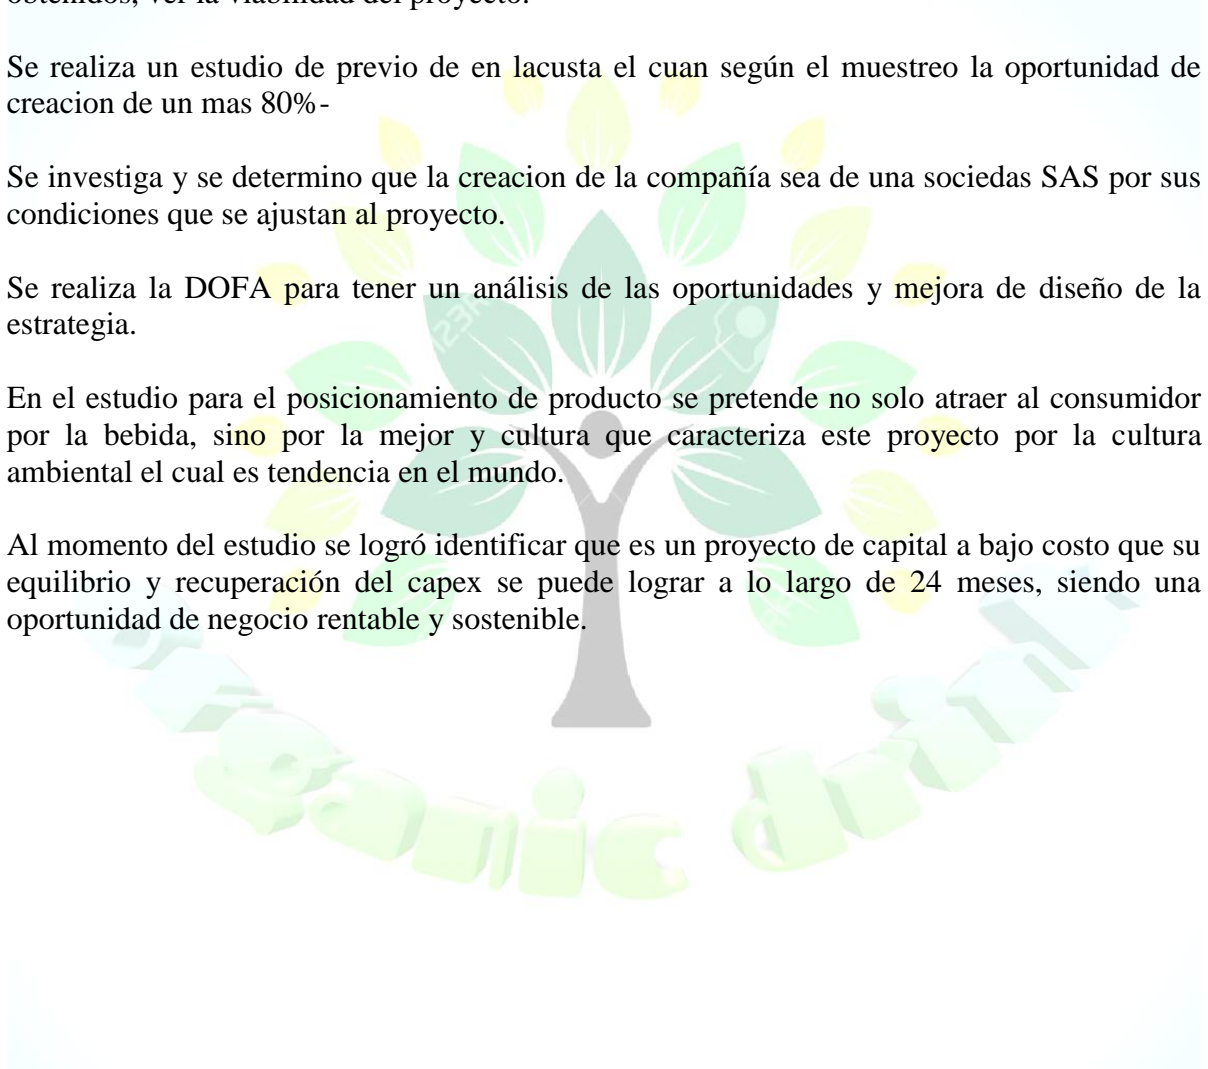 obtenidos, ver la viabilidad del proyecto.
Se realiza un estudio de previo de en lacusta el cuan según el muestreo la oportunidad de
creacion de un mas 80%-
Se investiga y se determino que la creacion de la compañía sea de una sociedas SAS por sus
condiciones que se ajustan al proyecto.
Se realiza la DOFA para tener un análisis de las oportunidades y mejora de diseño de la
estrategia.
En el estudio para el posicionamiento de producto se pretende no solo atraer al consumidor
por la bebida, sino por la mejor y cultura que caracteriza este proyecto por la cultura
ambiental el cual es tendencia en el mundo.
Al momento del estudio se logró identificar que es un proyecto de capital a bajo costo que su
equilibrio y recuperación del capex se puede lograr a lo largo de 24 meses, siendo una
oportunidad de negocio rentable y sostenible.
organic drink